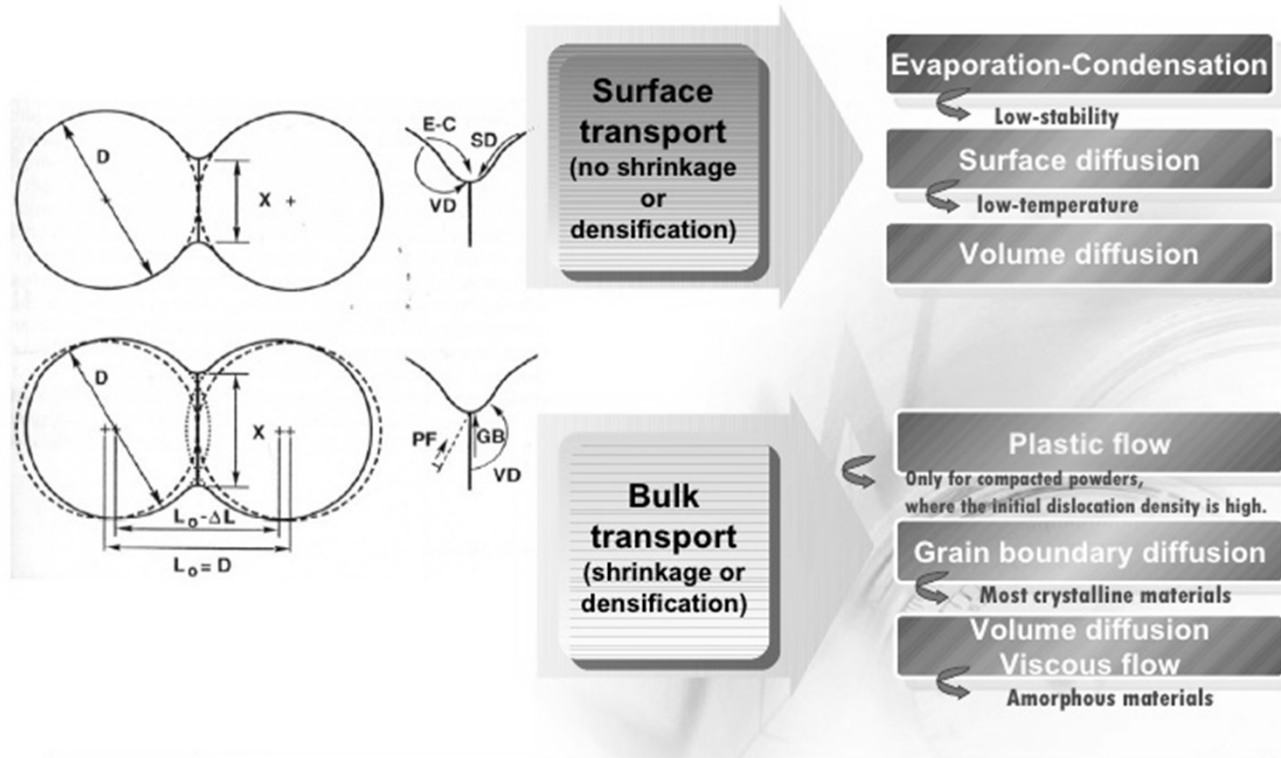 D
X
E-C
SD
VD
Surface
transport
(no shrinkage
or
densification)
Evaporation-Condensation
Low-stability
Surface diffusion
low-temperature
Volume diffusion
D
X
L₀-ΔL
L₀= D
PF
GB
VD
Bulk
transport
(shrinkage or
densification)
Plastic flow
Only for compacted powders,
where the initial dislocation density is high.
Grain boundary diffusion
Most crystalline materials
Volume diffusion
Viscous flow
Amorphous materials